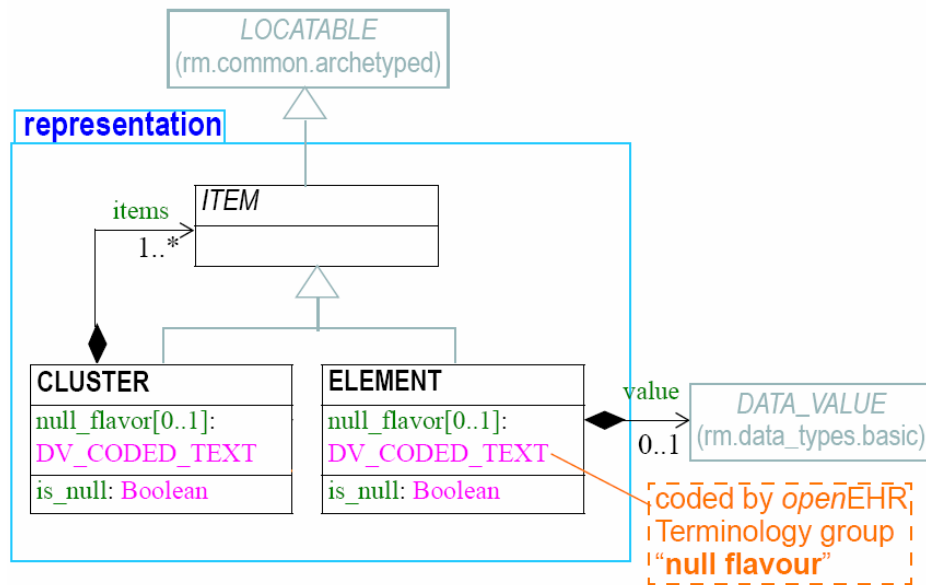 LOCATABLE
(rm.common.archetyped)
representation
ITEM
items
1..*
CLUSTER
null_flavor[0..1]:
DV_CODED_TEXT
is_null: Boolean
ELEMENT
null_flavor[0..1]:
DV_CODED_TEXT
is_null: Boolean
value
0..1
DATA_VALUE
(rm.data_types.basic)
coded by openEHR
Terminology group
“null flavour”